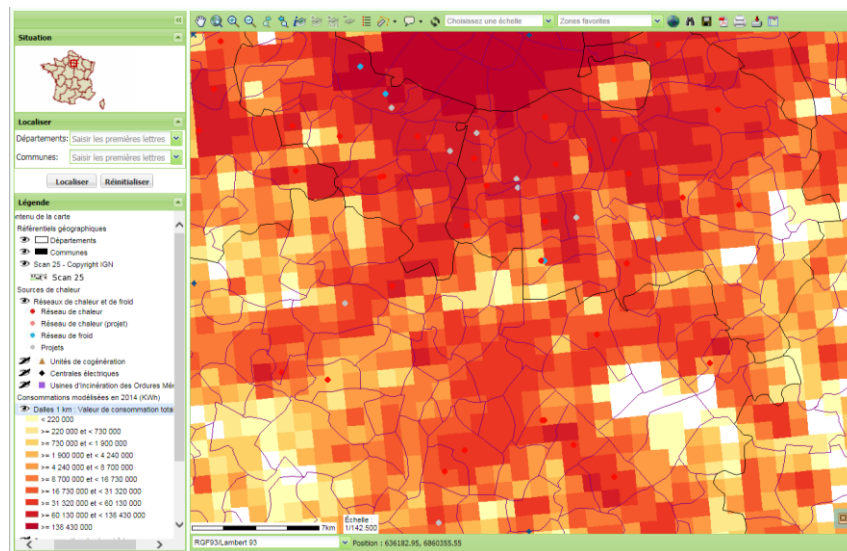 Choisissez une échelle
Zones favorites
Situation
Localiser
Départements: Saisir les premières lettres
Communes: Saisir les premières lettres
Localiser Réinitialiser
Légende
ntenu de la carte
Référentiels géographiques
Départements
Communes
Scan 25 - Copyright IGN
Scan 25
Sources de chaleur
Réseaux de chaleur et de froid
Réseau de chaleur
Réseau de chaleur (projet)
Réseau de froid
Projets
Unités de cogénération
Centrales électriques
Usines d'Incinération des Ordures Mé
Consommations modélisées en 2014 (KWh)
Dalles 1 km : Valeur de consommation tota
< 220 000
>= 220 000 et < 730 000
>= 730 000 et < 1 900 000
>= 1 900 000 et < 4 240 000
>= 4 240 000 et < 8 700 000
>= 8 700 000 et < 16 730 000
>= 16 730 000 et < 31 320 000
>= 31 320 000 et < 60 130 000
>= 60 130 000 et < 136 430 000
>= 136 430 000
7km
Échelle :
1/142 500
RGF93/Lambert 93
Position : 636182.95, 6860355.55